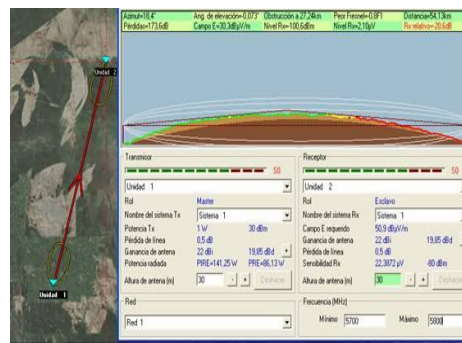 Azimut=18,4° Ang. de elevación=-0,073° Obstrucción a 27,24km Peor Fresnel=-0,8F1 Distancia=54,13km
Pérdidas=173,6dB Campo E=30,3dBµV/m Nivel Rx=-100,6dBm Nivel Rx=2,10µV Rx relativo=-20,6dB
Unidad 2
Unidad 1
Transmisor
S0
Unidad 1
Rol Master
Nombre del sistema Tx Sistema 1
Potencia Tx 1 W 30 dBm
Pérdida de línea 0,5 dB
Ganancia de antena 22 dBi 19,85 dBd +
Potencia radiada PIRE=141,25 W PRE=86,13 W
Altura de antena (m) 30 - + Deshacer
Red
Red 1
Receptor
S0
Unidad 2
Rol Esclavo
Nombre del sistema Rx Sistema 1
Campo E requerido 50,9 dBµV/m
Ganancia de antena 22 dBi 19,85 dBd +
Pérdida de línea 0,5 dB
Sensibilidad Rx 22,3872 µV -80 dBm
Altura de antena (m) 30 - + Deshacer
Frecuencia (MHz)
Mínimo 5700 Máximo 5800